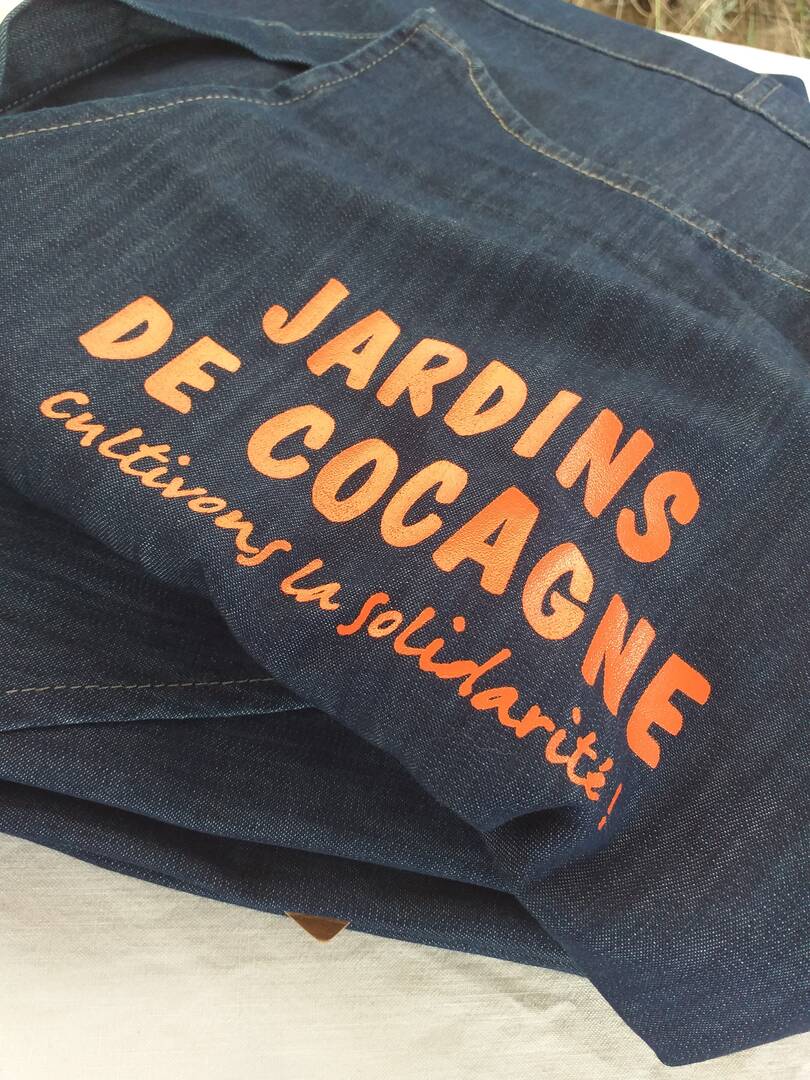 JARDINS
DE COCAGNE
cultivons la solidarité !